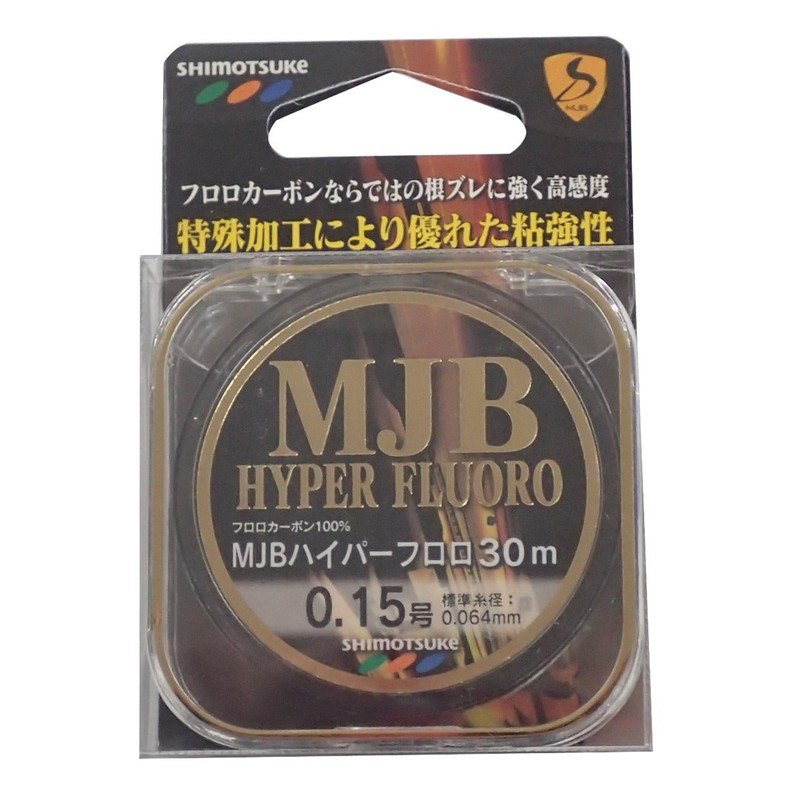 SHIMOTSUKE
S
MJB
フロロカーボンならではの根ズレに強く高感度
特殊加工により優れた粘強性
MJB
HYPER FLUORO
フロロカーボン100%
MJBハイパーフロロ30m
0.15号 標準糸径：
0.064mm
SHIMOTSUKE